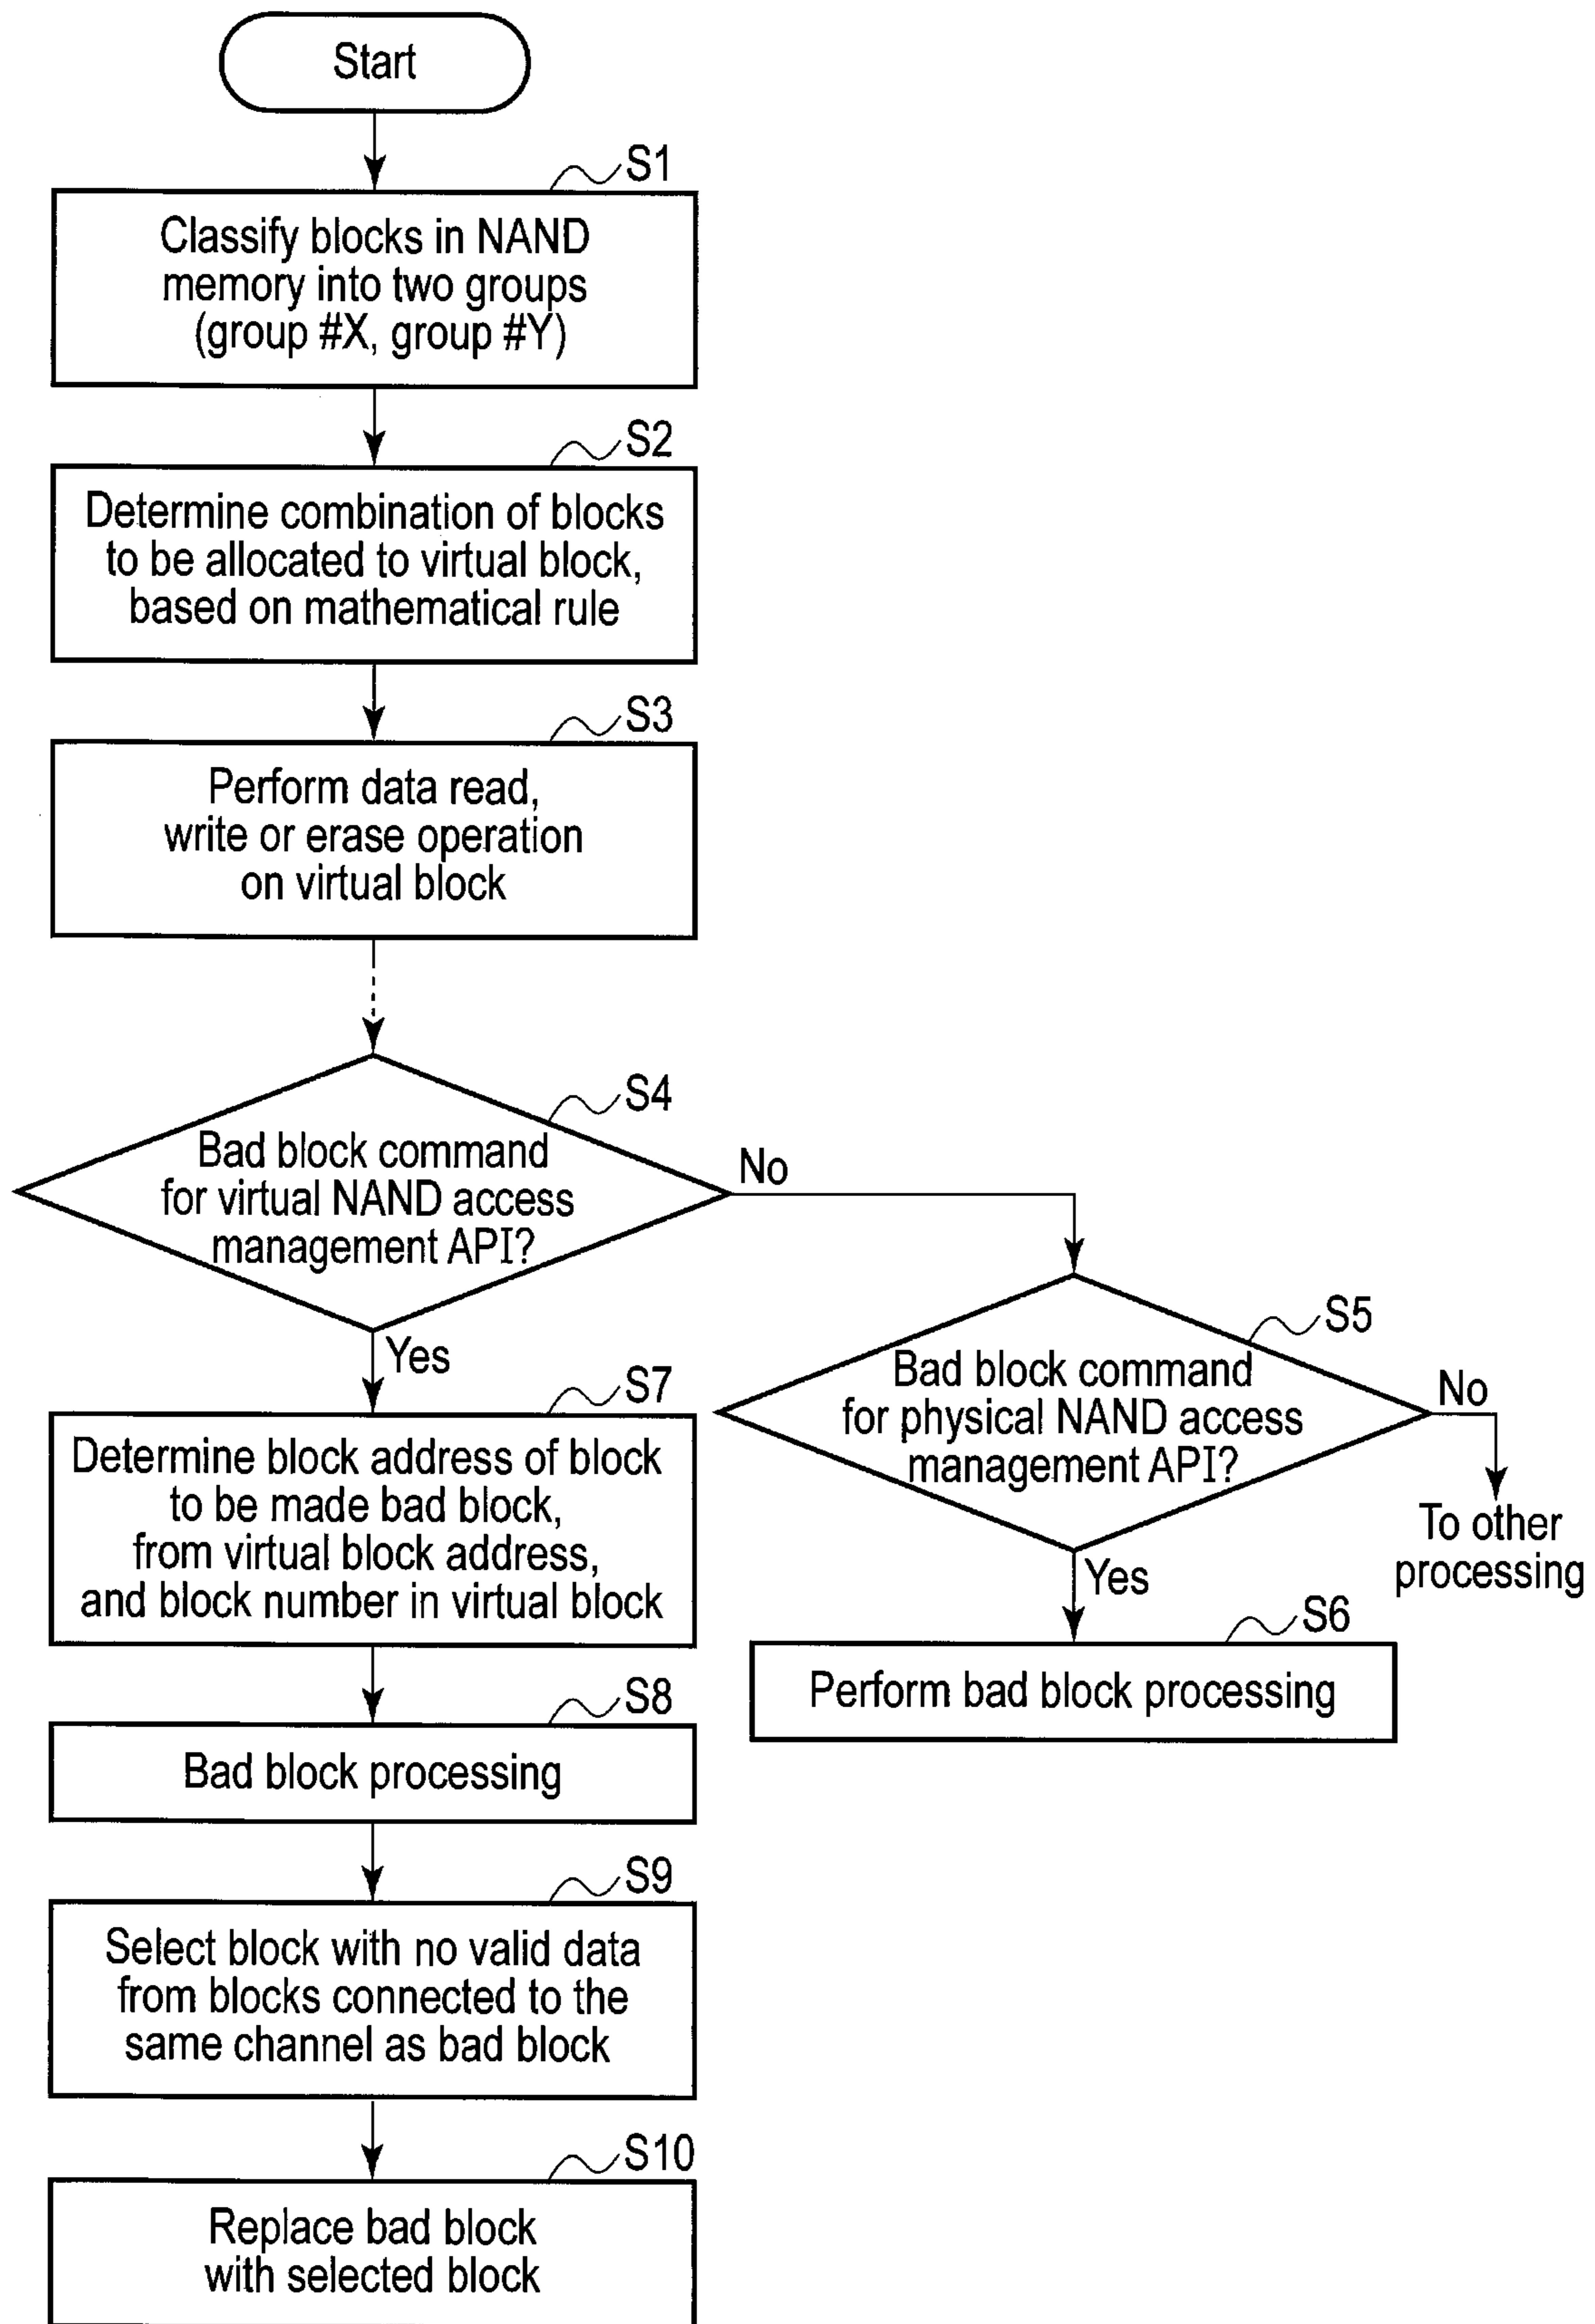 Start
S1
Classify blocks in NAND
memory into two groups
(group #X, group #Y)
S2
Determine combination of blocks
to be allocated to virtual block,
based on mathematical rule
S3
Perform data read,
write or erase operation
on virtual block
S4
Bad block command
for virtual NAND access
management API?
No
Yes
S5
Bad block command
for physical NAND access
management API?
No
To other
processing
Yes
S6
Perform bad block processing
S7
Determine block address of block
to be made bad block,
from virtual block address,
and block number in virtual block
S8
Bad block processing
S9
Select block with no valid data
from blocks connected to the
same channel as bad block
S10
Replace bad block
with selected block